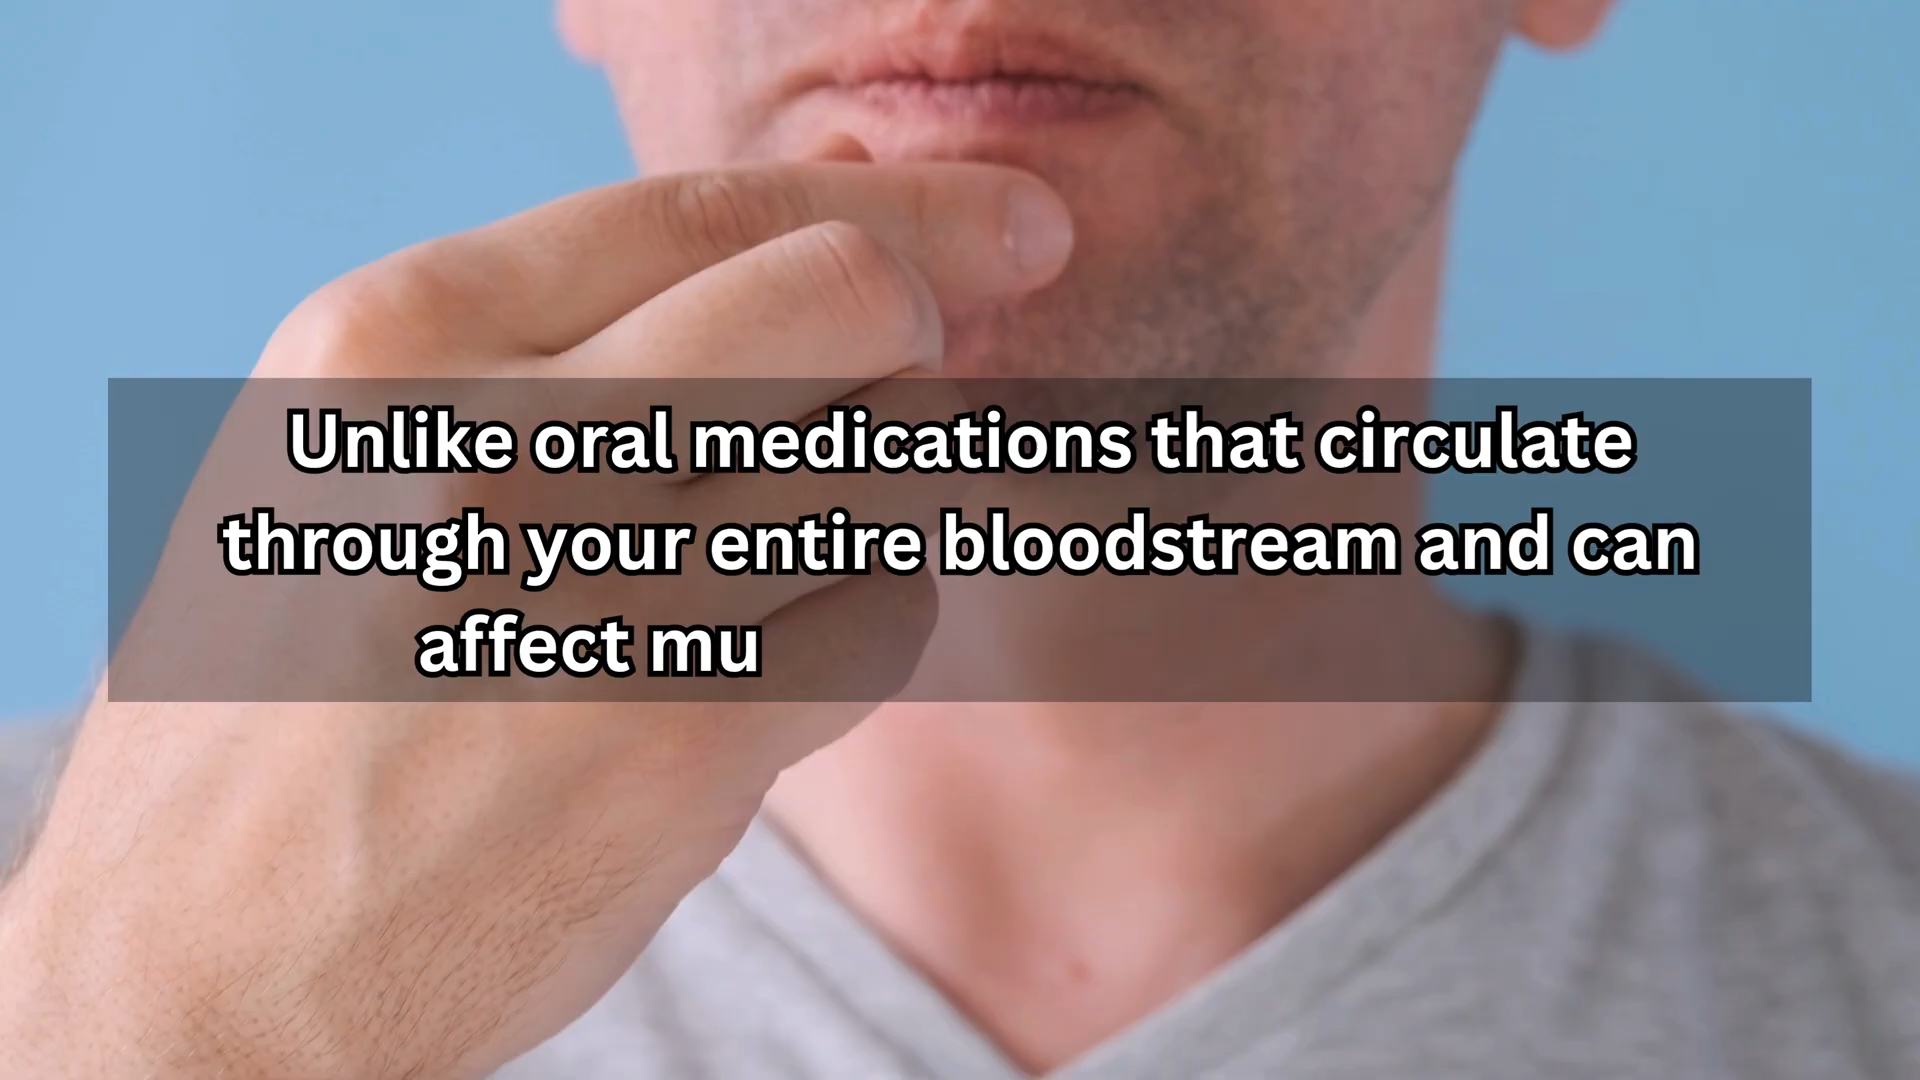 Unlike oral medications that circulate
through your entire bloodstream and can
affect mu